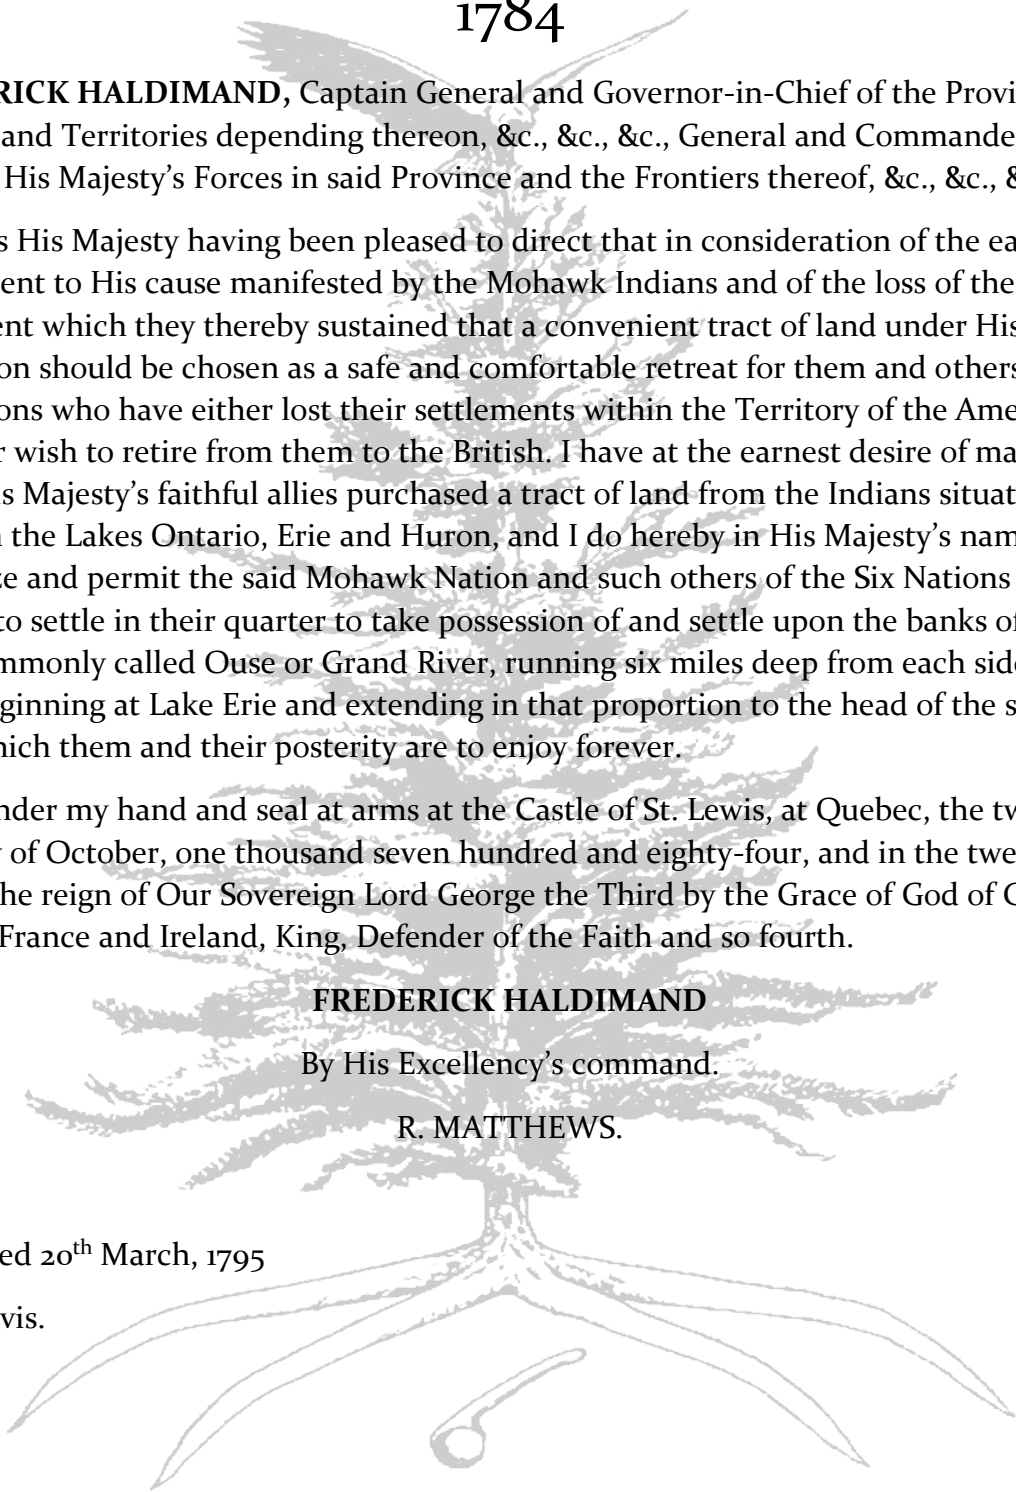 1784
RICK HALDIMAND, Captain General and Governor-in-Chief of the Provi
and Territories depending thereon, &c., &c., &c., General and Commande
His Majesty’s Forces in said Province and the Frontiers thereof, &c., &c., &
s His Majesty having been pleased to direct that in consideration of the ea
ent to His cause manifested by the Mohawk Indians and of the loss of the
ent which they thereby sustained that a convenient tract of land under His
on should be chosen as a safe and comfortable retreat for them and others
ons who have either lost their settlements within the Territory of the Ame
r wish to retire from them to the British. I have at the earnest desire of ma
is Majesty’s faithful allies purchased a tract of land from the Indians situat
n the Lakes Ontario, Erie and Huron, and I do hereby in His Majesty’s nam
ze and permit the said Mohawk Nation and such others of the Six Nations
to settle in their quarter to take possession of and settle upon the banks of
mmonly called Ouse or Grand River, running six miles deep from each side
ginning at Lake Erie and extending in that proportion to the head of the s
hich them and their posterity are to enjoy forever.
nder my hand and seal at arms at the Castle of St. Lewis, at Quebec, the tw
y of October, one thousand seven hundred and eighty-four, and in the twe
he reign of Our Sovereign Lord George the Third by the Grace of God of G
France and Ireland, King, Defender of the Faith and so fourth.
FREDERICK HALDIMAND
By His Excellency’s command.
R. MATTHEWS.
ed 20th March, 1795
vis.